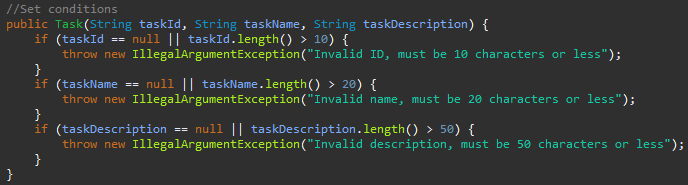 //Set conditions
public Task(String taskId, String taskName, String taskDescription) {
    if (taskId == null || taskId.length() > 10) {
        throw new IllegalArgumentException("Invalid ID, must be 10 characters or less");
    }
    if (taskName == null || taskName.length() > 20) {
        throw new IllegalArgumentException("Invalid name, must be 20 characters or less");
    }
    if (taskDescription == null || taskDescription.length() > 50) {
        throw new IllegalArgumentException("Invalid description, must be 50 characters or less");
    }
}